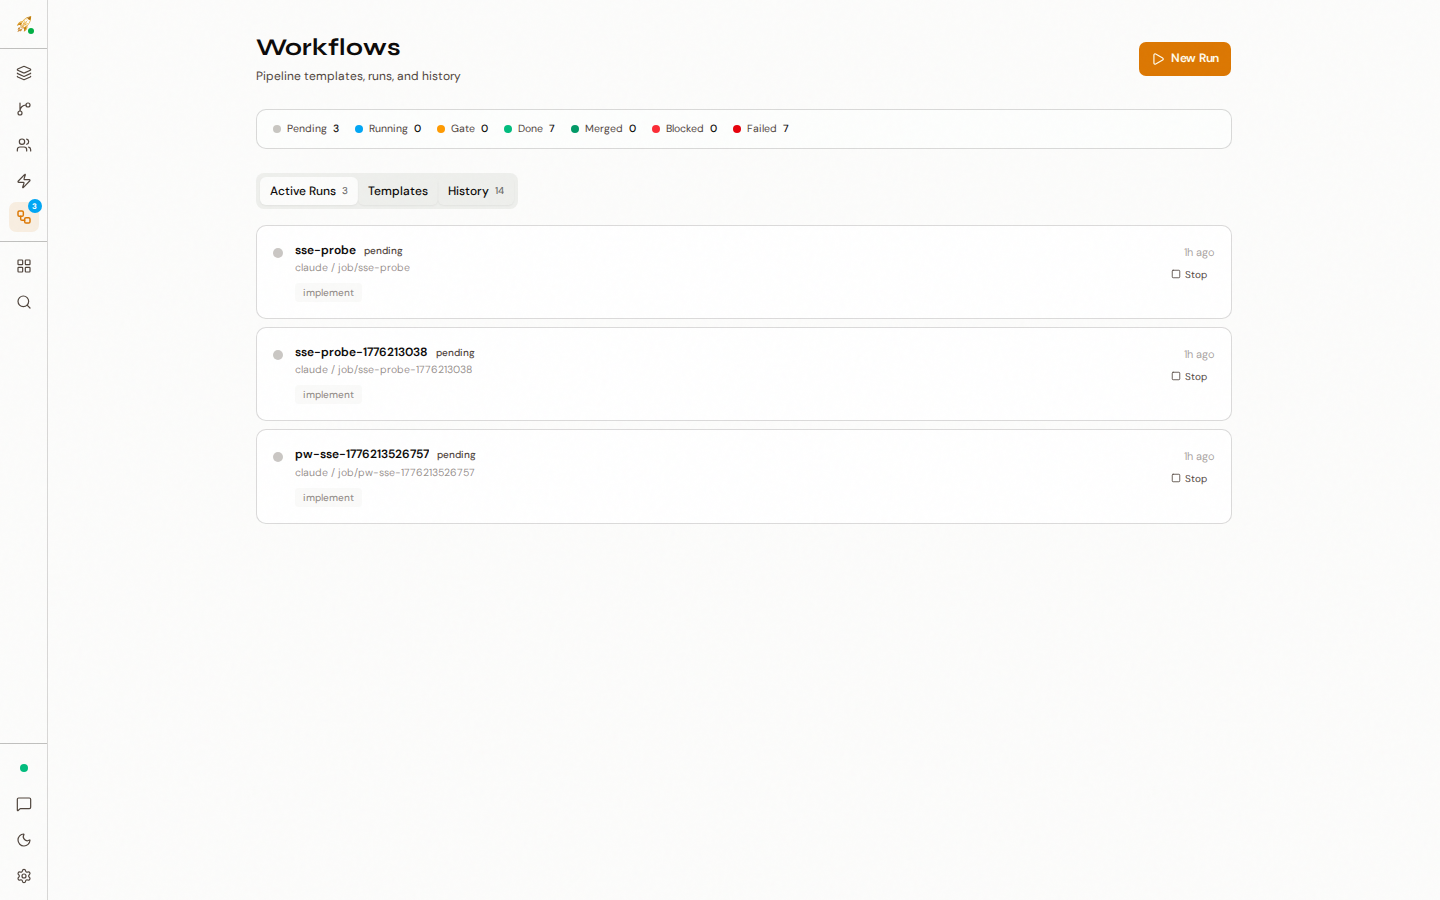 Workflows
Pipeline templates, runs, and history
New Run
Pending 3 Running 0 Gate 0 Done 7 Merged 0 Blocked 0 Failed 7
Active Runs 3 Templates History 14
3
sse-probe pending
1h ago
claude / job/sse-probe
Stop
implement
sse-probe-1776213038 pending
1h ago
claude / job/sse-probe-1776213038
Stop
implement
pw-sse-1776213526757 pending
1h ago
claude / job/pw-sse-1776213526757
Stop
implement